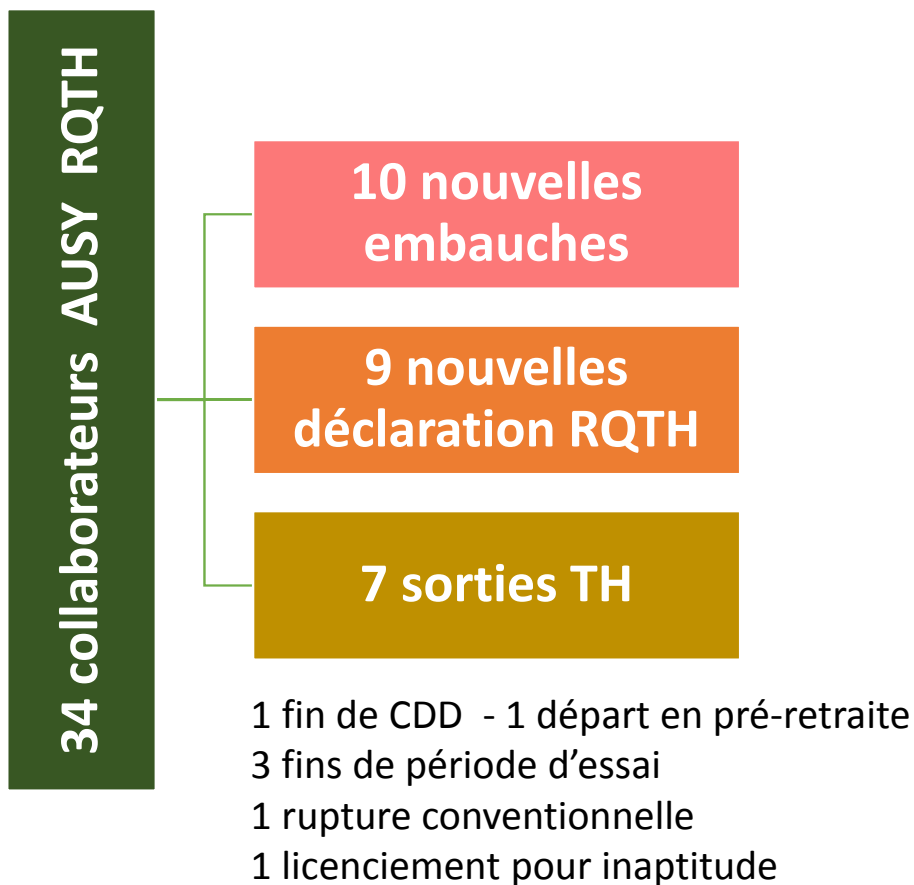 34 collaborateurs AUSY RQTH
10 nouvelles
embauches
9 nouvelles
déclaration RQTH
7 sorties TH
1 fin de CDD - 1 départ en pré-retraite
3 fins de période d’essai
1 rupture conventionnelle
1 licenciement pour inaptitude